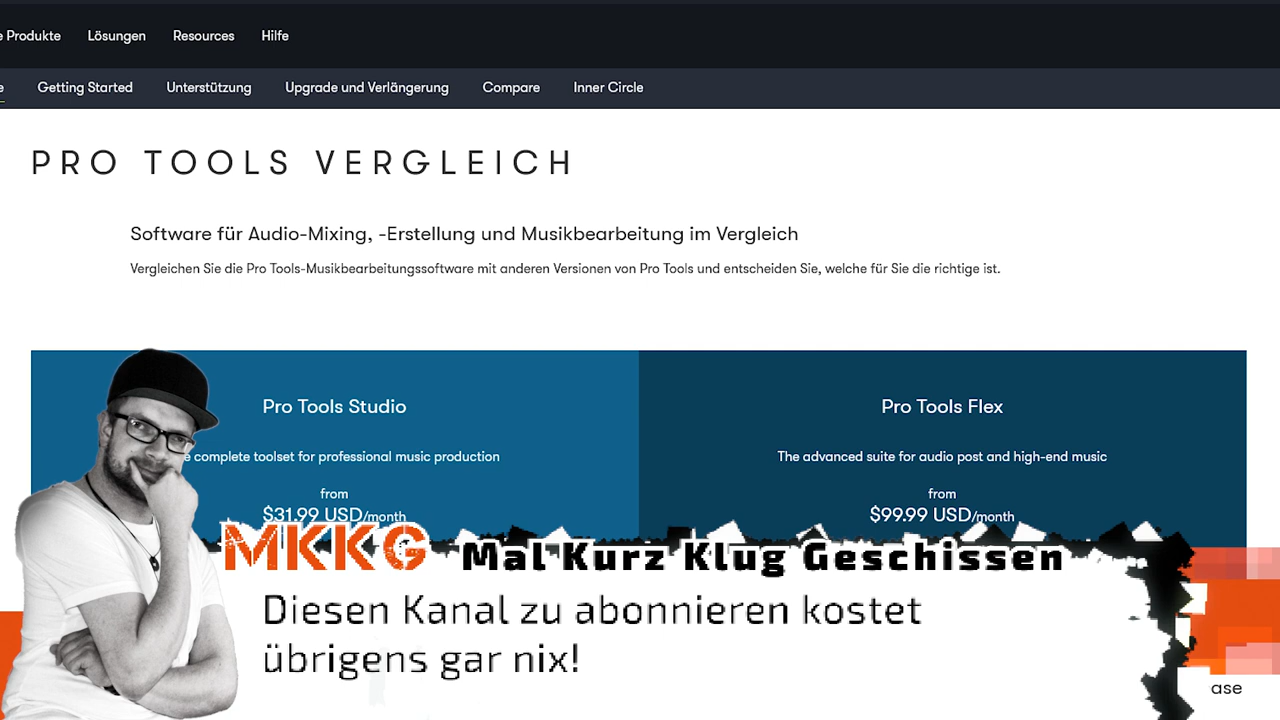 e Produkte Lösungen Resources Hilfe
e Getting Started Unterstützung Upgrade und Verlängerung Compare Inner Circle
PRO TOOLS VERGLEICH
Software für Audio-Mixing, -Erstellung und Musikbearbeitung im Vergleich
Vergleichen Sie die Pro Tools-Musikbearbeitungssoftware mit anderen Versionen von Pro Tools und entscheiden Sie, welche für Sie die richtige ist.
Pro Tools Studio
e complete toolset for professional music production
from
$31.99 USD/month
Pro Tools Flex
The advanced suite for audio post and high-end music
from
$99.99 USD/month
MKKG Mal Kurz Klug Geschissen
Diesen Kanal zu abonnieren kostet
übrigens gar nix!
ase